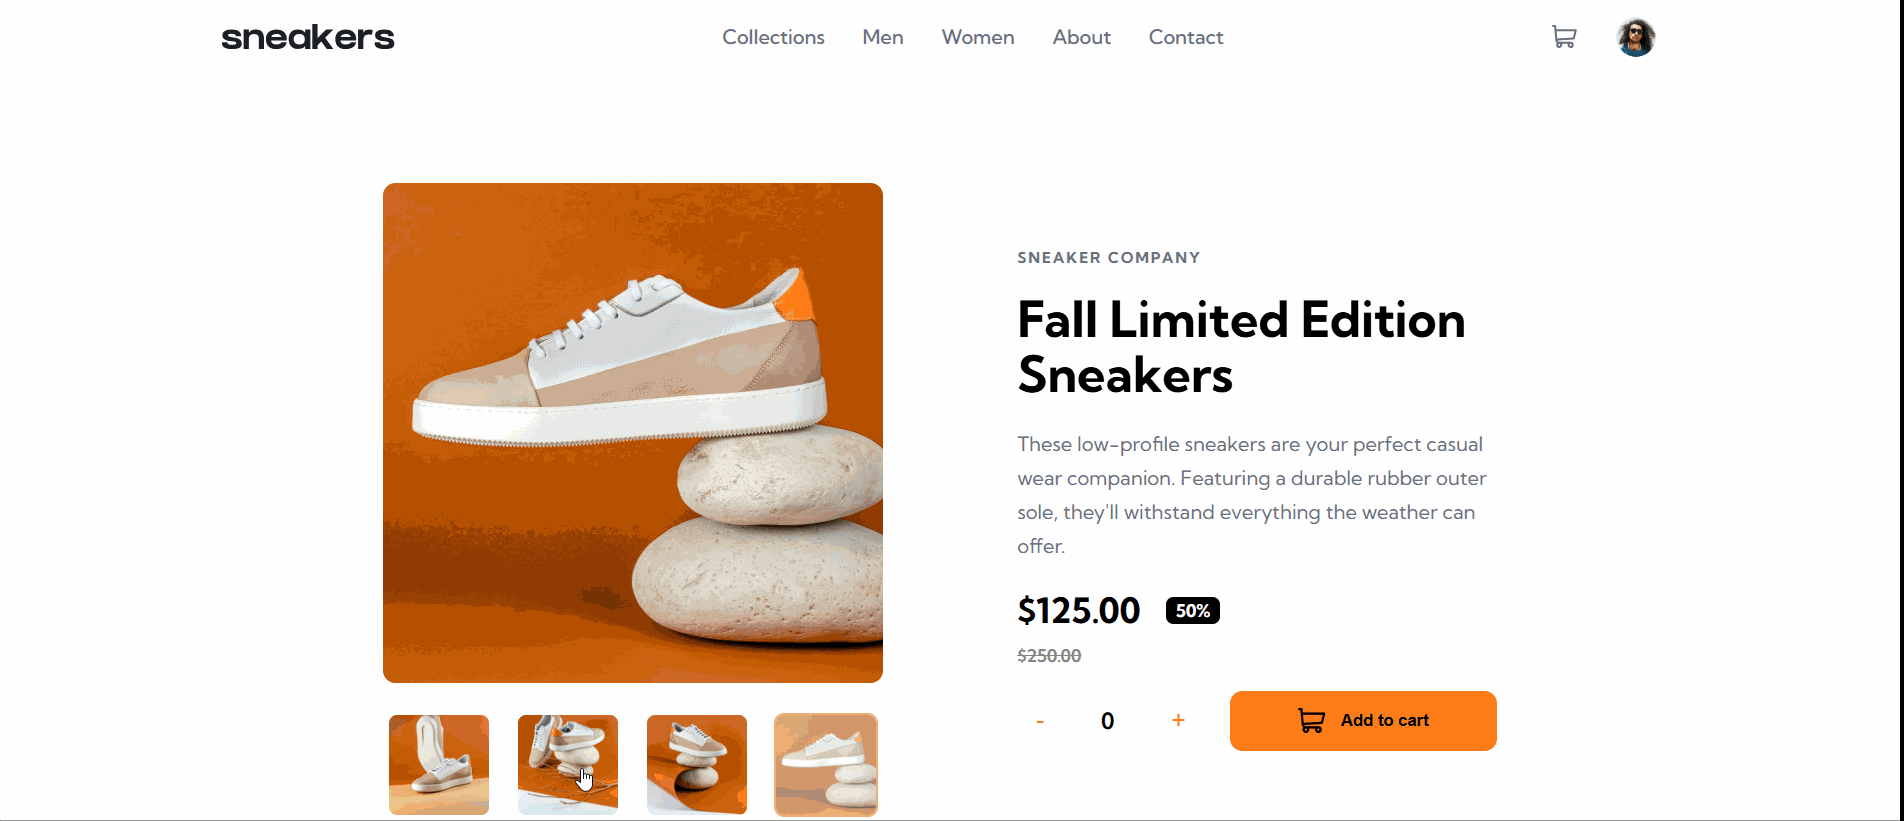 sneakers
Collections Men Women About Contact
SNEAKER COMPANY
Fall Limited Edition
Sneakers
These low-profile sneakers are your perfect casual
wear companion. Featuring a durable rubber outer
sole, they'll withstand everything the weather can
offer.
$125.00 50%
$250.00
- 0 + Add to cart